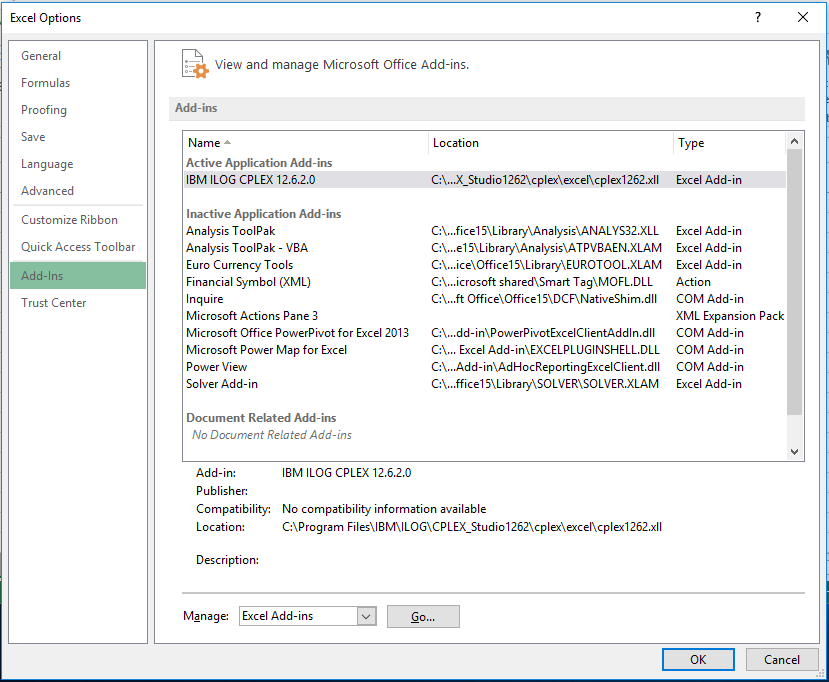 Excel Options ?
General
Formulas
Proofing
Save
Language
Advanced
Customize Ribbon
Quick Access Toolbar
Add-Ins
Trust Center
View and manage Microsoft Office Add-ins.
Add-ins
Name Location Type
Active Application Add-ins
IBM ILOG CPLEX 12.6.2.0 C:\...X_Studio1262\cplex\excel\cplex1262.xll Excel Add-in
Inactive Application Add-ins
Analysis ToolPak C:\...fice15\Library\Analysis\ANALYS32.XLL Excel Add-in
Analysis ToolPak - VBA C:\...e15\Library\Analysis\ATPVBAEN.XLAM Excel Add-in
Euro Currency Tools C:\...ice\Office15\Library\EUROTOOL.XLAM Excel Add-in
Financial Symbol (XML) C:\...icrosoft shared\Smart Tag\MOFL.DLL Action
Inquire C:\...ft Office\Office15\DCF\NativeShim.dll COM Add-in
Microsoft Actions Pane 3 XML Expansion Pack
Microsoft Office PowerPivot for Excel 2013 C:\...dd-in\PowerPivotExcelClientAddIn.dll COM Add-in
Microsoft Power Map for Excel C:\... Excel Add-in\EXCELPLUGINSHELL.DLL COM Add-in
Power View C:\...Add-in\AdHocReportingExcelClient.dll COM Add-in
Solver Add-in C:\...ffice15\Library\SOLVER\SOLVER.XLAM Excel Add-in
Document Related Add-ins
No Document Related Add-ins
Add-in: IBM ILOG CPLEX 12.6.2.0
Publisher:
Compatibility: No compatibility information available
Location: C:\Program Files\IBM\ILOG\CPLEX_Studio1262\cplex\excel\cplex1262.xll
Description:
Manage: Excel Add-ins Go...
OK Cancel